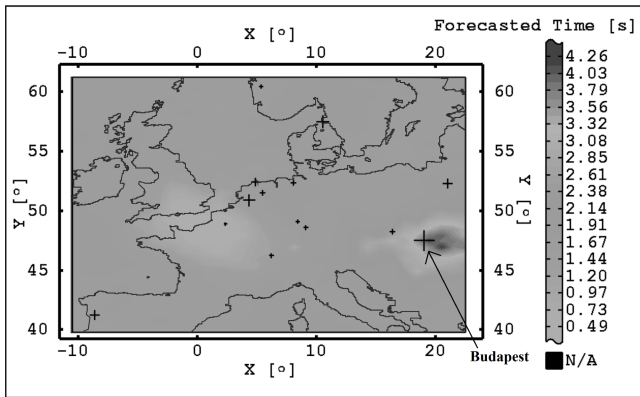 Forecasted Time [s]
X [º]
-10 0 10 20
60 60
55 55
50 50
45 45
40 40
Y [º]
Y [º]
-10 0 10 20
X [º]
4.26
4.03
3.79
3.56
3.32
3.08
2.85
2.61
2.38
2.14
1.91
1.67
1.44
1.20
0.97
0.73
0.49
N/A
Budapest